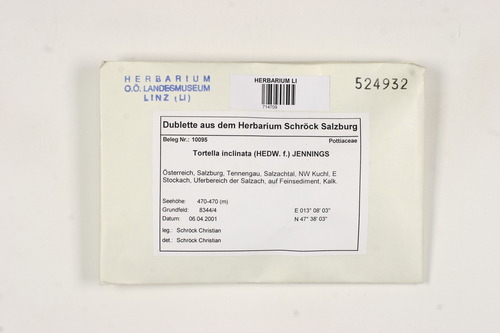 HERBARIUM
O.Ö. LANDESMUSEUM
LINZ (LI)
HERBARIUM LI
714709
524932
Dublette aus dem Herbarium Schröck Salzburg
Beleg Nr.: 10095 Pottiaceae
Tortella inclinata (HEDW. f.) JENNINGS
Österreich, Salzburg, Tennengau, Salzachtal, NW Kuchl, E
Stockach, Uferbereich der Salzach, auf Feinsediment, Kalk.
Seehöhe: 470-470 (m)
Grundfeld: 8344/4 E 013° 08' 03"
Datum: 06.04.2001 N 47° 38' 03"
leg.: Schröck Christian
det.: Schröck Christian